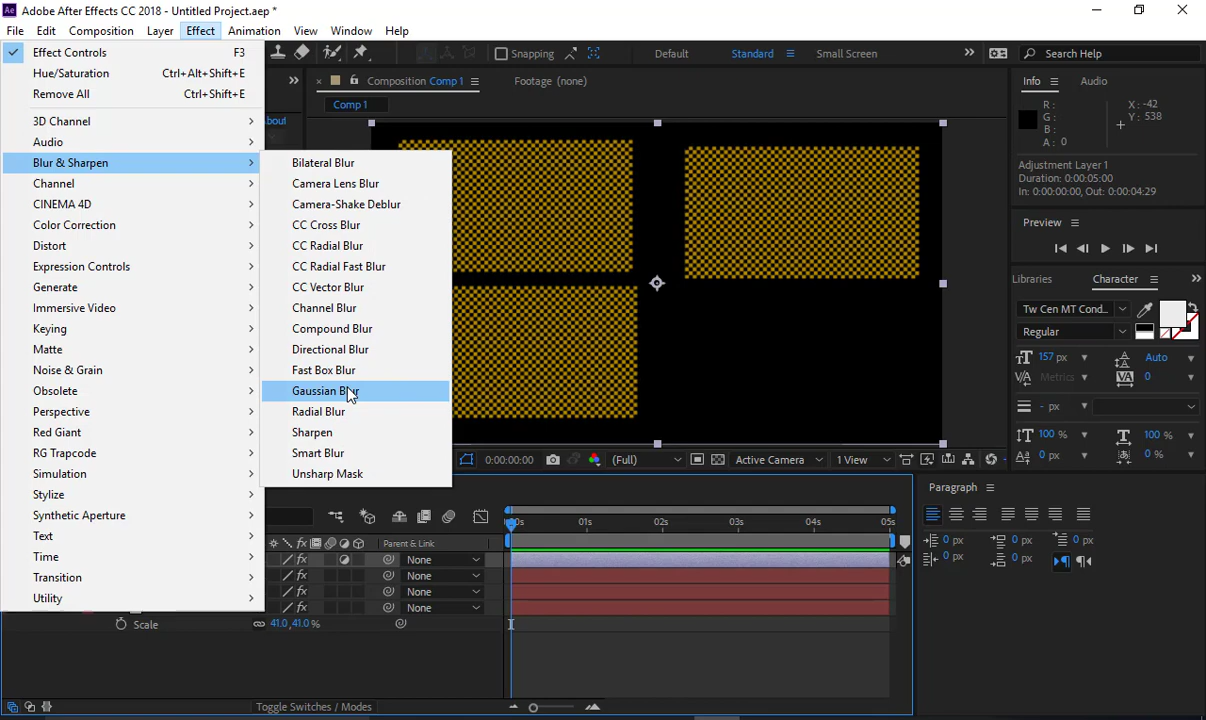 Adobe After Effects CC 2018 - Untitled Project.aep *
File Edit Composition Layer Effect Animation View Window Help
Snapping Default Standard Small Screen Search Help
Effect Controls F3
Hue/Saturation Ctrl+Alt+Shift+E
Remove All Ctrl+Shift+E
3D Channel
Audio
Blur & Sharpen
Channel
CINEMA 4D
Color Correction
Distort
Expression Controls
Generate
Immersive Video
Keying
Matte
Noise & Grain
Obsolete
Perspective
Red Giant
RG Trapcode
Simulation
Stylize
Synthetic Aperture
Text
Time
Transition
Utility
Bilateral Blur
Camera Lens Blur
Camera-Shake Deblur
CC Cross Blur
CC Radial Blur
CC Radial Fast Blur
CC Vector Blur
Channel Blur
Compound Blur
Directional Blur
Fast Box Blur
Gaussian Blur
Radial Blur
Sharpen
Smart Blur
Unsharp Mask
Composition Comp 1 Footage (none)
Comp 1
Info Audio
R : X : -42
G : Y : 538
B :
A : 0
Adjustment Layer 1
Duration: 0:00:05:00
In: 0:00:00:00, Out: 0:00:04:29
Preview
Libraries Character
Tw Cen MT Cond...
Regular
157 px Auto
Metrics 0
- px
100 % 100 %
0 px 0 %
0:00:00:00 (Full) Active Camera 1 View
Paragraph
0 px 0 px 0 px
0 px 0 px
01s 02s 03s 04s 05s
Parent & Link
None
None
None
None
Scale 41.0,41.0 %
Toggle Switches / Modes